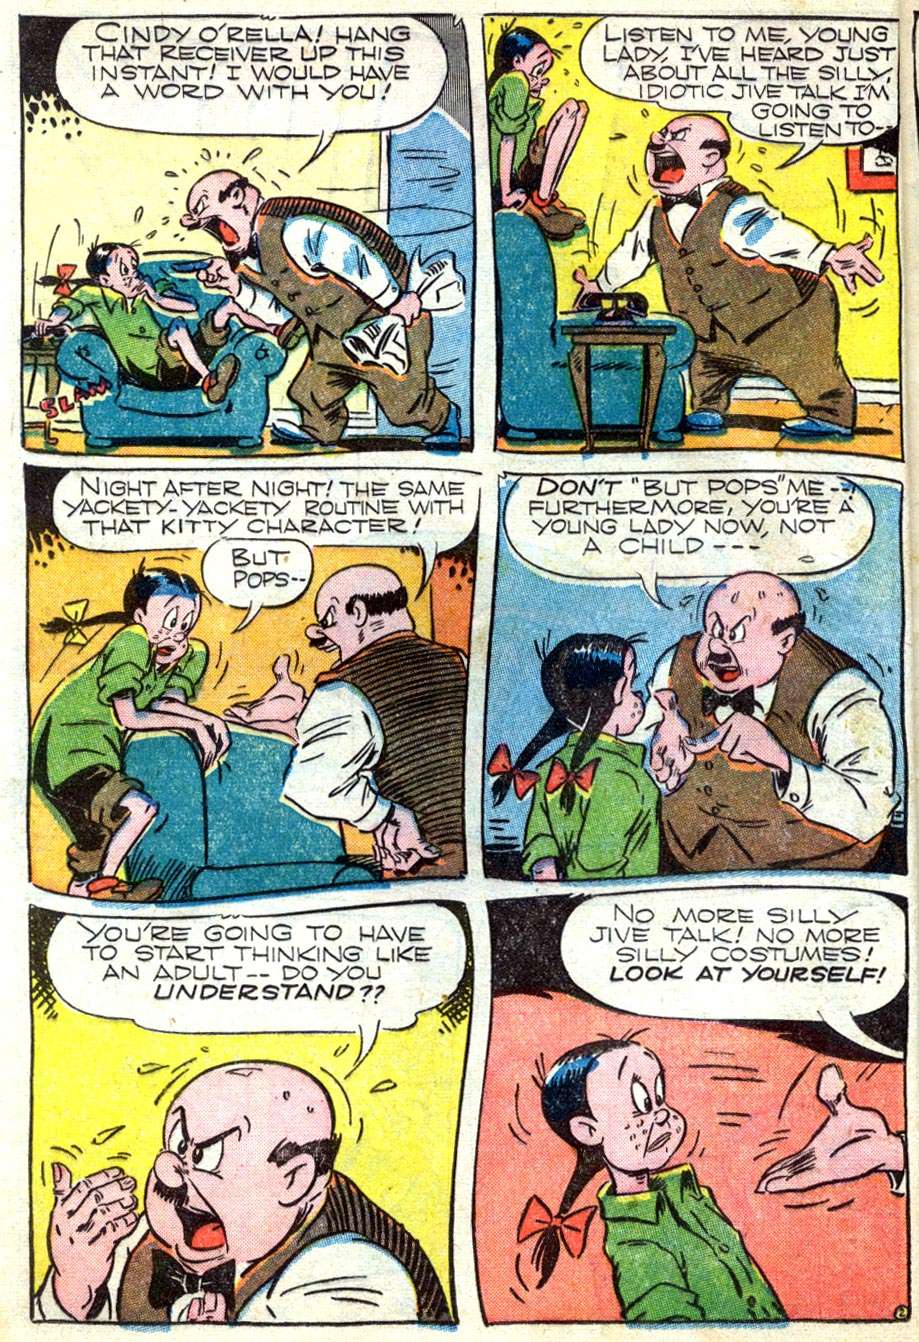 CINDY O'RELLA! HANG
THAT RECEIVER UP THIS
INSTANT! I WOULD HAVE
A WORD WITH YOU!
SLAM
LISTEN TO ME, YOUNG
LADY, I'VE HEARD JUST
ABOUT ALL THE SILLY,
IDIOTIC JIVE TALK I'M
GOING TO
LISTEN TO--
NIGHT AFTER NIGHT! THE SAME
YACKETY-YACKETY ROUTINE WITH
THAT KITTY CHARACTER!
BUT
POPS--
DON'T "BUT POPS" ME--!
FURTHERMORE, YOU'RE A
YOUNG LADY NOW, NOT
A CHILD ---
YOU'RE GOING TO HAVE
TO START THINKING LIKE
AN ADULT-- DO YOU
UNDERSTAND??
NO MORE SILLY
JIVE TALK! NO MORE
SILLY COSTUMES!
LOOK AT YOURSELF!
2